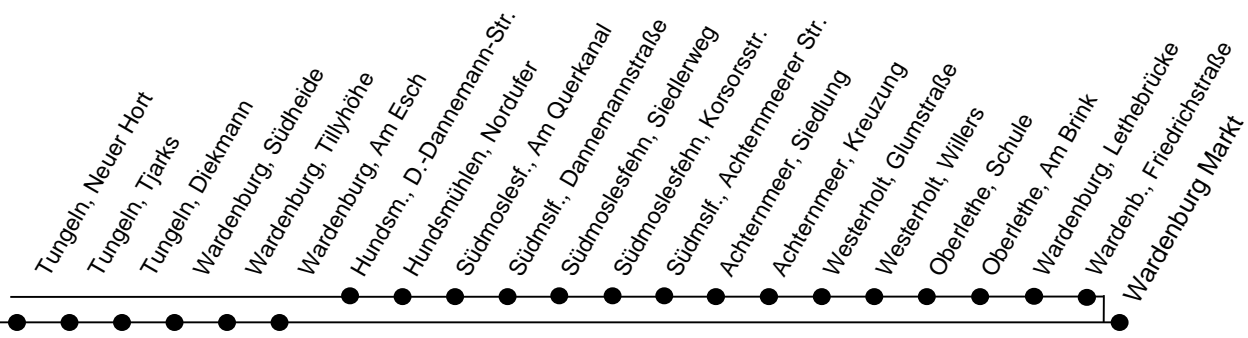 Tungeln, Neuer Hort
Tungeln, Tjarks
Tungeln, Diekmann
Wardenburg, Südheide
Wardenburg, Tillyhöhe
Wardenburg, Am Esch
Hundsm., D.-Dannemann-Str.
Hundsmühlen, Nordufer
Südmoslesf., Am Querkanal
Südmslf., Dannemannstraße
Südmoslesfehn, Siedlerweg
Südmoslesfehn, Korsorsstr.
Südmslf., Achternmeerer Str.
Achternmeer, Siedlung
Achternmeer, Kreuzung
Westerholt, Glumstraße
Westerholt, Willers
Oberlethe, Schule
Oberlethe, Am Brink
Wardenburg, Lethebrücke
Wardenb., Friedrichstraße
Wardenburg Markt